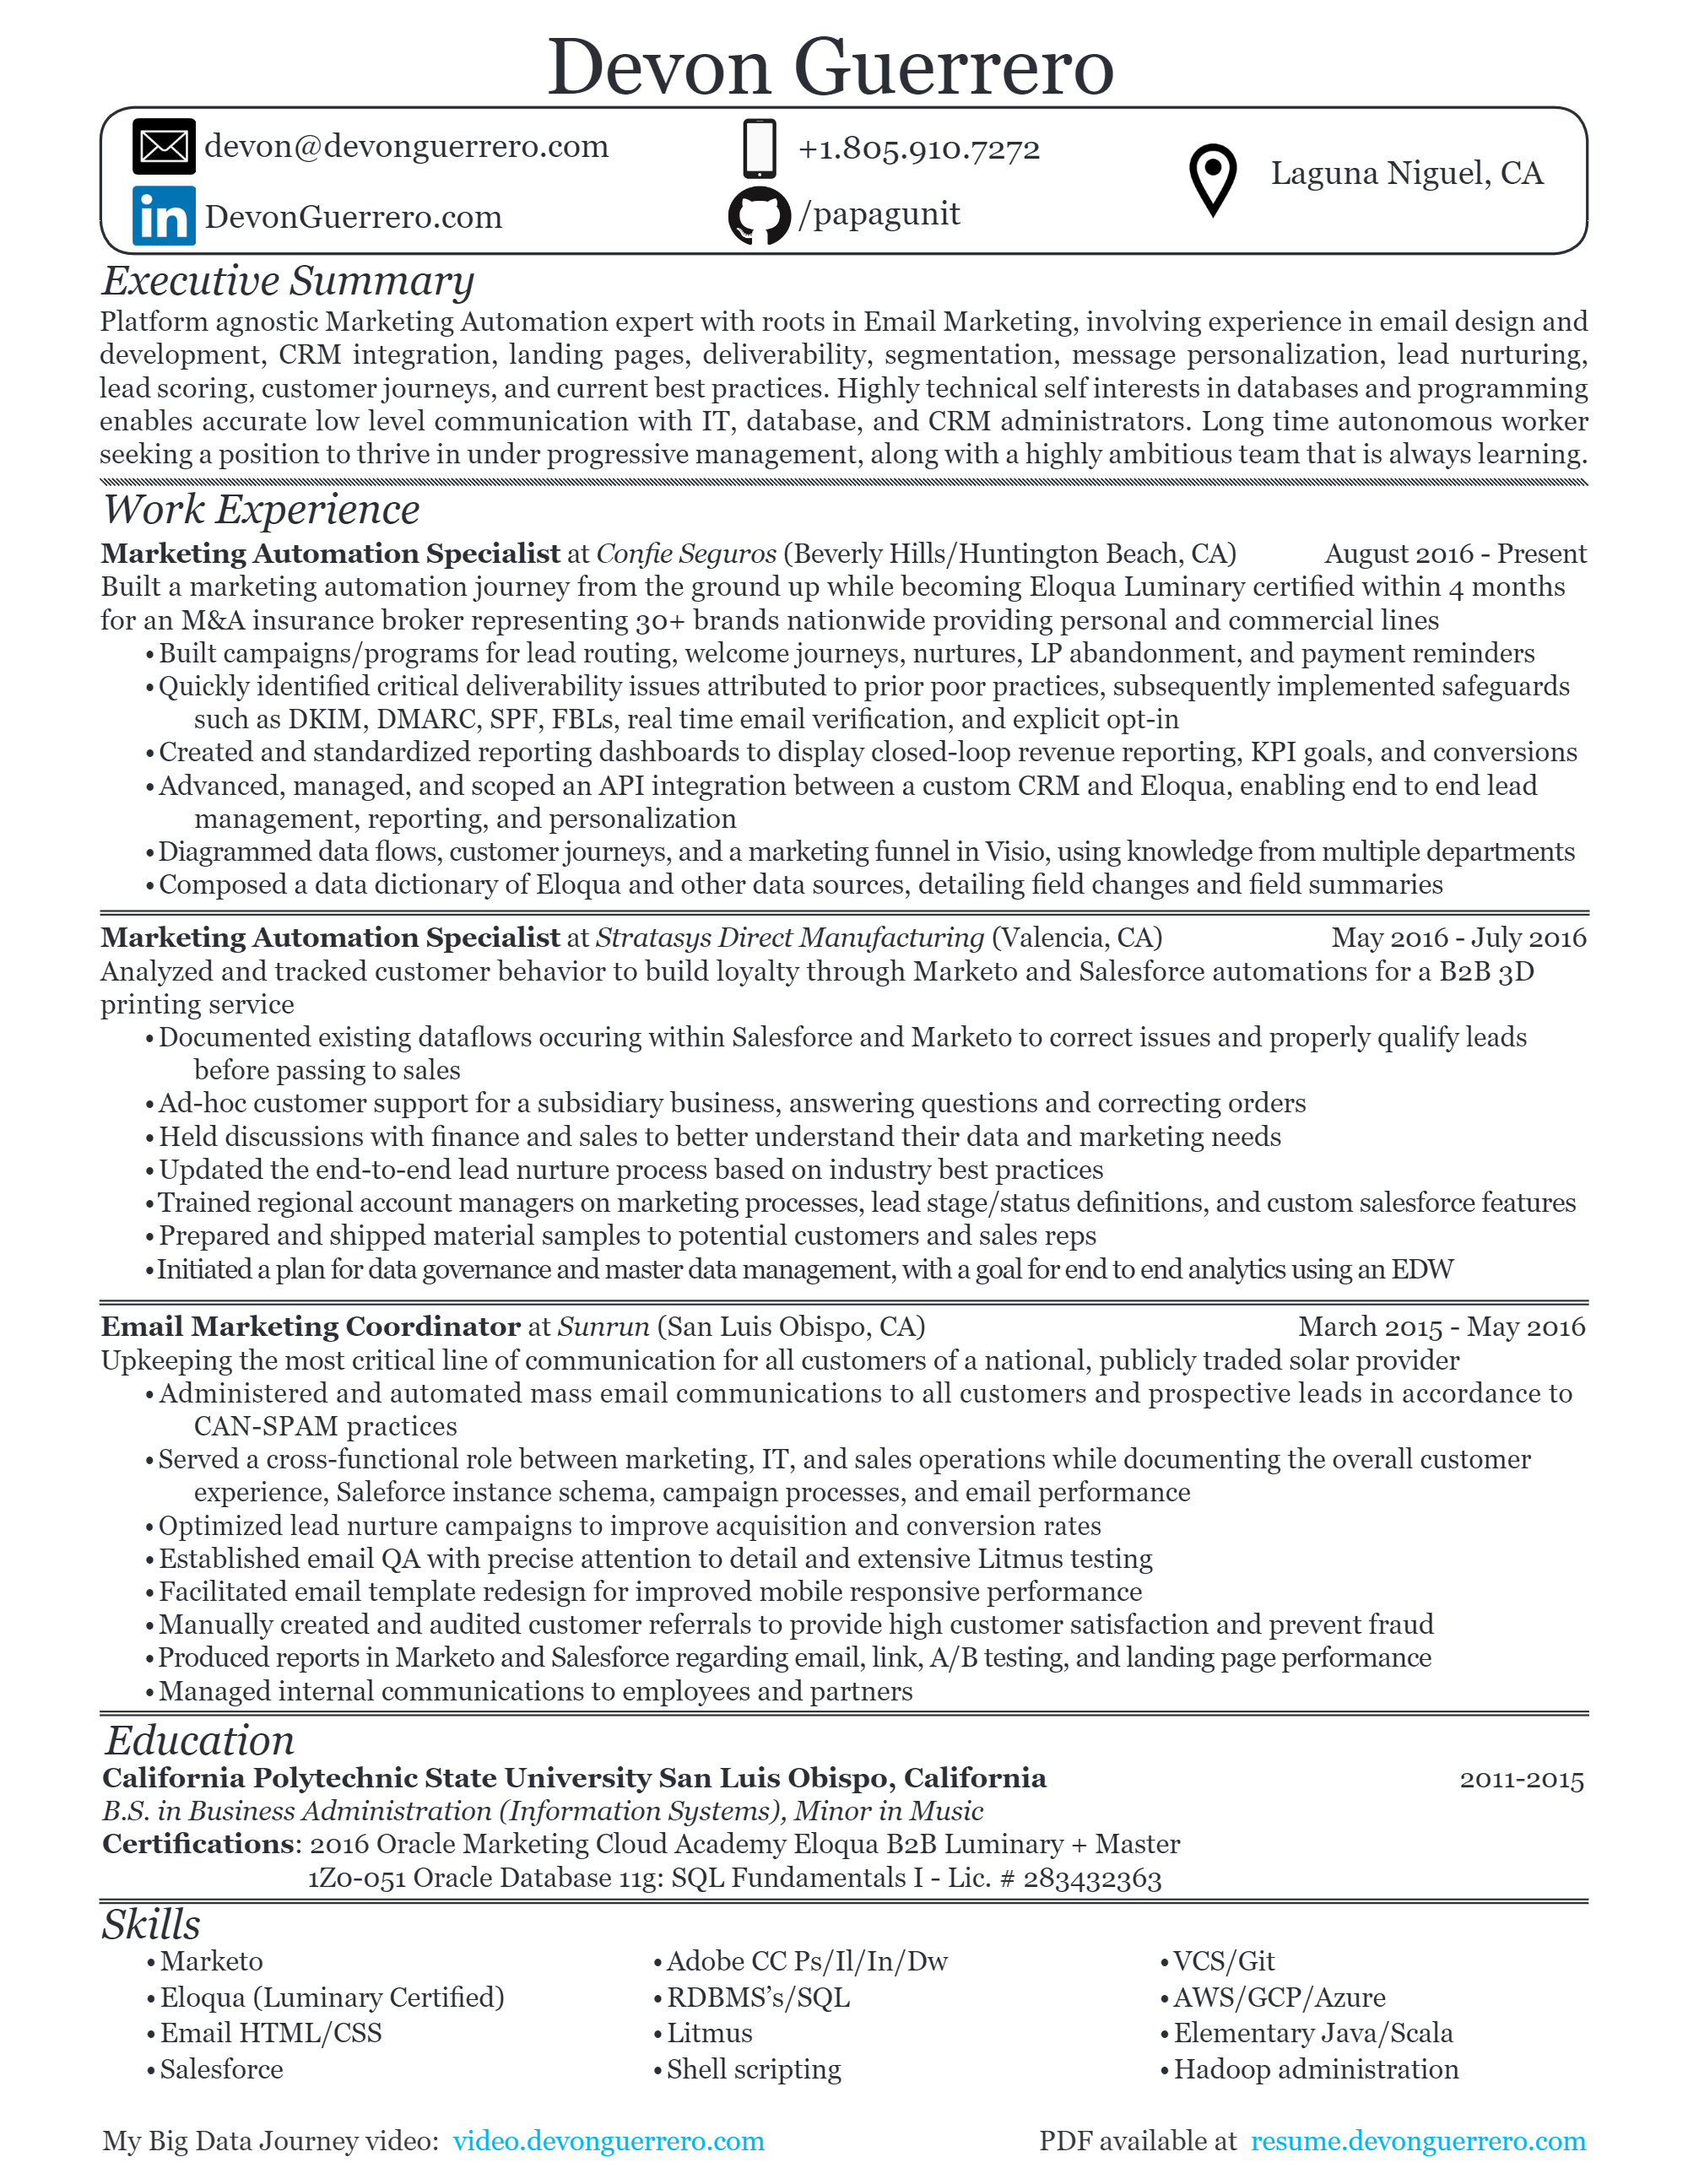 Devon Guerrero
devon@devonguerrero.com
+1.805.910.7272
Laguna Niguel, CA
in DevonGuerrero.com
/papagunit
Executive Summary
Platform agnostic Marketing Automation expert with roots in Email Marketing, involving experience in email design and
development, CRM integration, landing pages, deliverability, segmentation, message personalization, lead nurturing,
lead scoring, customer journeys, and current best practices. Highly technical self interests in databases and programming
enables accurate low level communication with IT, database, and CRM administrators. Long time autonomous worker
seeking a position to thrive in under progressive management, along with a highly ambitious team that is always learning.
Work Experience
Marketing Automation Specialist at Confie Seguros (Beverly Hills/Huntington Beach, CA) August 2016 - Present
Built a marketing automation journey from the ground up while becoming Eloqua Luminary certified within 4 months
for an M&A insurance broker representing 30+ brands nationwide providing personal and commercial lines
•Built campaigns/programs for lead routing, welcome journeys, nurtures, LP abandonment, and payment reminders
•Quickly identified critical deliverability issues attributed to prior poor practices, subsequently implemented safeguards
such as DKIM, DMARC, SPF, FBLs, real time email verification, and explicit opt-in
•Created and standardized reporting dashboards to display closed-loop revenue reporting, KPI goals, and conversions
•Advanced, managed, and scoped an API integration between a custom CRM and Eloqua, enabling end to end lead
management, reporting, and personalization
•Diagrammed data flows, customer journeys, and a marketing funnel in Visio, using knowledge from multiple departments
•Composed a data dictionary of Eloqua and other data sources, detailing field changes and field summaries
Marketing Automation Specialist at Stratasys Direct Manufacturing (Valencia, CA) May 2016 - July 2016
Analyzed and tracked customer behavior to build loyalty through Marketo and Salesforce automations for a B2B 3D
printing service
•Documented existing dataflows occuring within Salesforce and Marketo to correct issues and properly qualify leads
before passing to sales
•Ad-hoc customer support for a subsidiary business, answering questions and correcting orders
•Held discussions with finance and sales to better understand their data and marketing needs
•Updated the end-to-end lead nurture process based on industry best practices
•Trained regional account managers on marketing processes, lead stage/status definitions, and custom salesforce features
•Prepared and shipped material samples to potential customers and sales reps
•Initiated a plan for data governance and master data management, with a goal for end to end analytics using an EDW
Email Marketing Coordinator at Sunrun (San Luis Obispo, CA) March 2015 - May 2016
Upkeeping the most critical line of communication for all customers of a national, publicly traded solar provider
•Administered and automated mass email communications to all customers and prospective leads in accordance to
CAN-SPAM practices
•Served a cross-functional role between marketing, IT, and sales operations while documenting the overall customer
experience, Saleforce instance schema, campaign processes, and email performance
•Optimized lead nurture campaigns to improve acquisition and conversion rates
•Established email QA with precise attention to detail and extensive Litmus testing
•Facilitated email template redesign for improved mobile responsive performance
•Manually created and audited customer referrals to provide high customer satisfaction and prevent fraud
•Produced reports in Marketo and Salesforce regarding email, link, A/B testing, and landing page performance
•Managed internal communications to employees and partners
Education
California Polytechnic State University San Luis Obispo, California 2011-2015
B.S. in Business Administration (Information Systems), Minor in Music
Certifications: 2016 Oracle Marketing Cloud Academy Eloqua B2B Luminary + Master
1Z0-051 Oracle Database 11g: SQL Fundamentals I - Lic. # 283432363
Skills
•Marketo •Adobe CC Ps/Il/In/Dw •VCS/Git
•Eloqua (Luminary Certified) •RDBMS’s/SQL •AWS/GCP/Azure
•Email HTML/CSS •Litmus •Elementary Java/Scala
•Salesforce •Shell scripting •Hadoop administration
My Big Data Journey video: video.devonguerrero.com PDF available at resume.devonguerrero.com